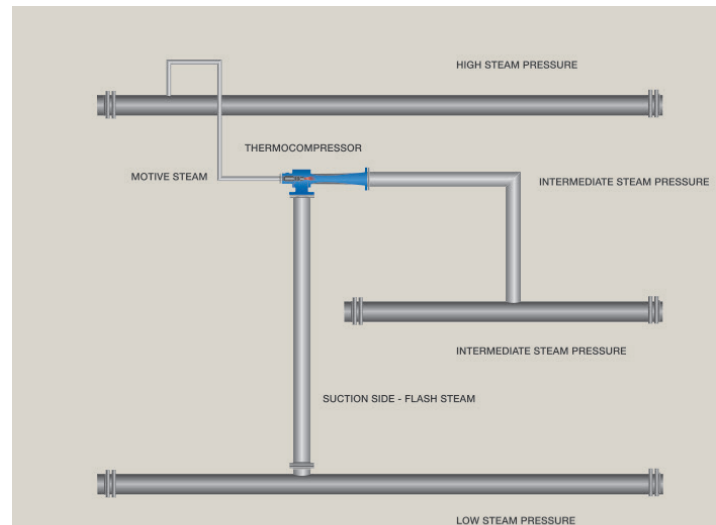 HIGH STEAM PRESSURE
THERMOCOMPRESSOR
MOTIVE STEAM
INTERMEDIATE STEAM PRESSURE
INTERMEDIATE STEAM PRESSURE
SUCTION SIDE - FLASH STEAM
LOW STEAM PRESSURE